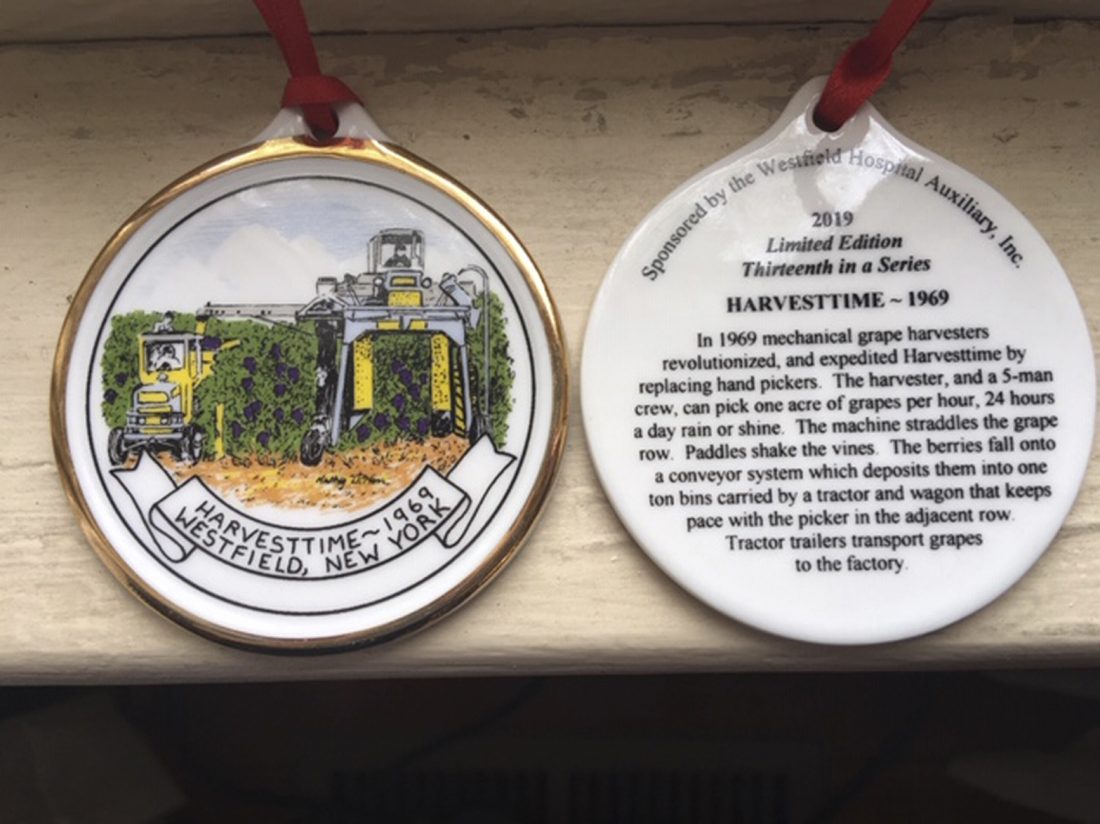 HARVESTTIME~1969
WESTFIELD, NEW YORK
Sponsored by the Westfield Hospital Auxiliary, Inc.
2019
Limited Edition
Thirteenth in a Series
HARVESTTIME ~ 1969
In 1969 mechanical grape harvesters
revolutionized, and expedited Harvesttime by
replacing hand pickers. The harvester, and a 5-man
crew, can pick one acre of grapes per hour, 24 hours
a day rain or shine. The machine straddles the grape
row. Paddles shake the vines. The berries fall onto
a conveyor system which deposits them into one
ton bins carried by a tractor and wagon that keeps
pace with the picker in the adjacent row.
Tractor trailers transport grapes
to the factory.